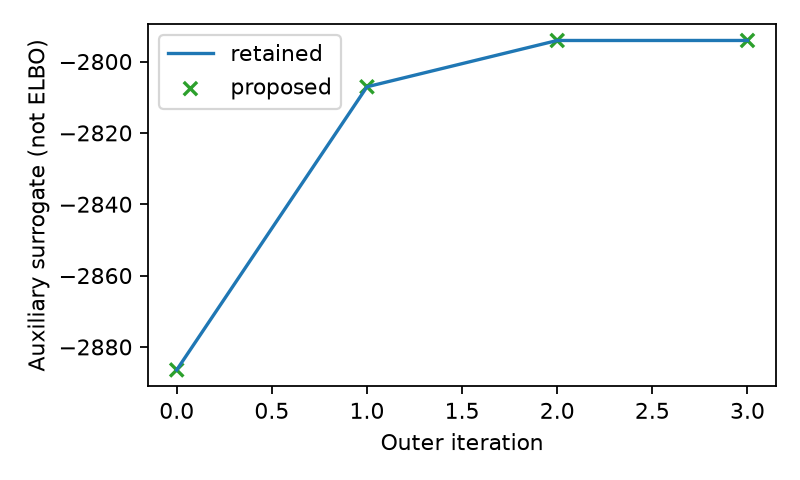 retained
proposed
Auxiliary surrogate (not ELBO)
−2800
−2820
−2840
−2860
−2880
0.0 0.5 1.0 1.5 2.0 2.5 3.0
Outer iteration